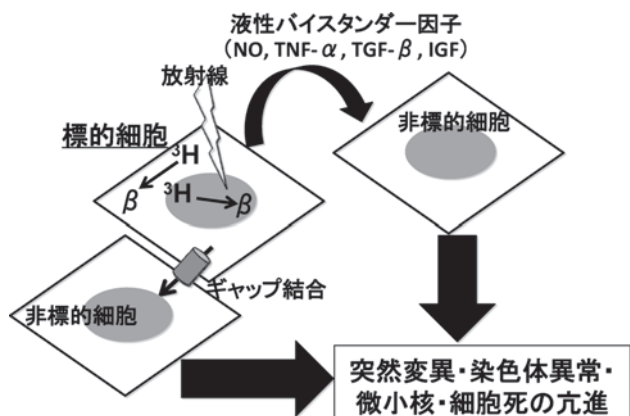 液性バイスタンダー因子
（NO, TNF-α, TGF-β, IGF）
放射線
標的細胞
³H
β
³H
β
非標的細胞
ギャップ結合
非標的細胞
突然変異・染色体異常・
微小核・細胞死の亢進